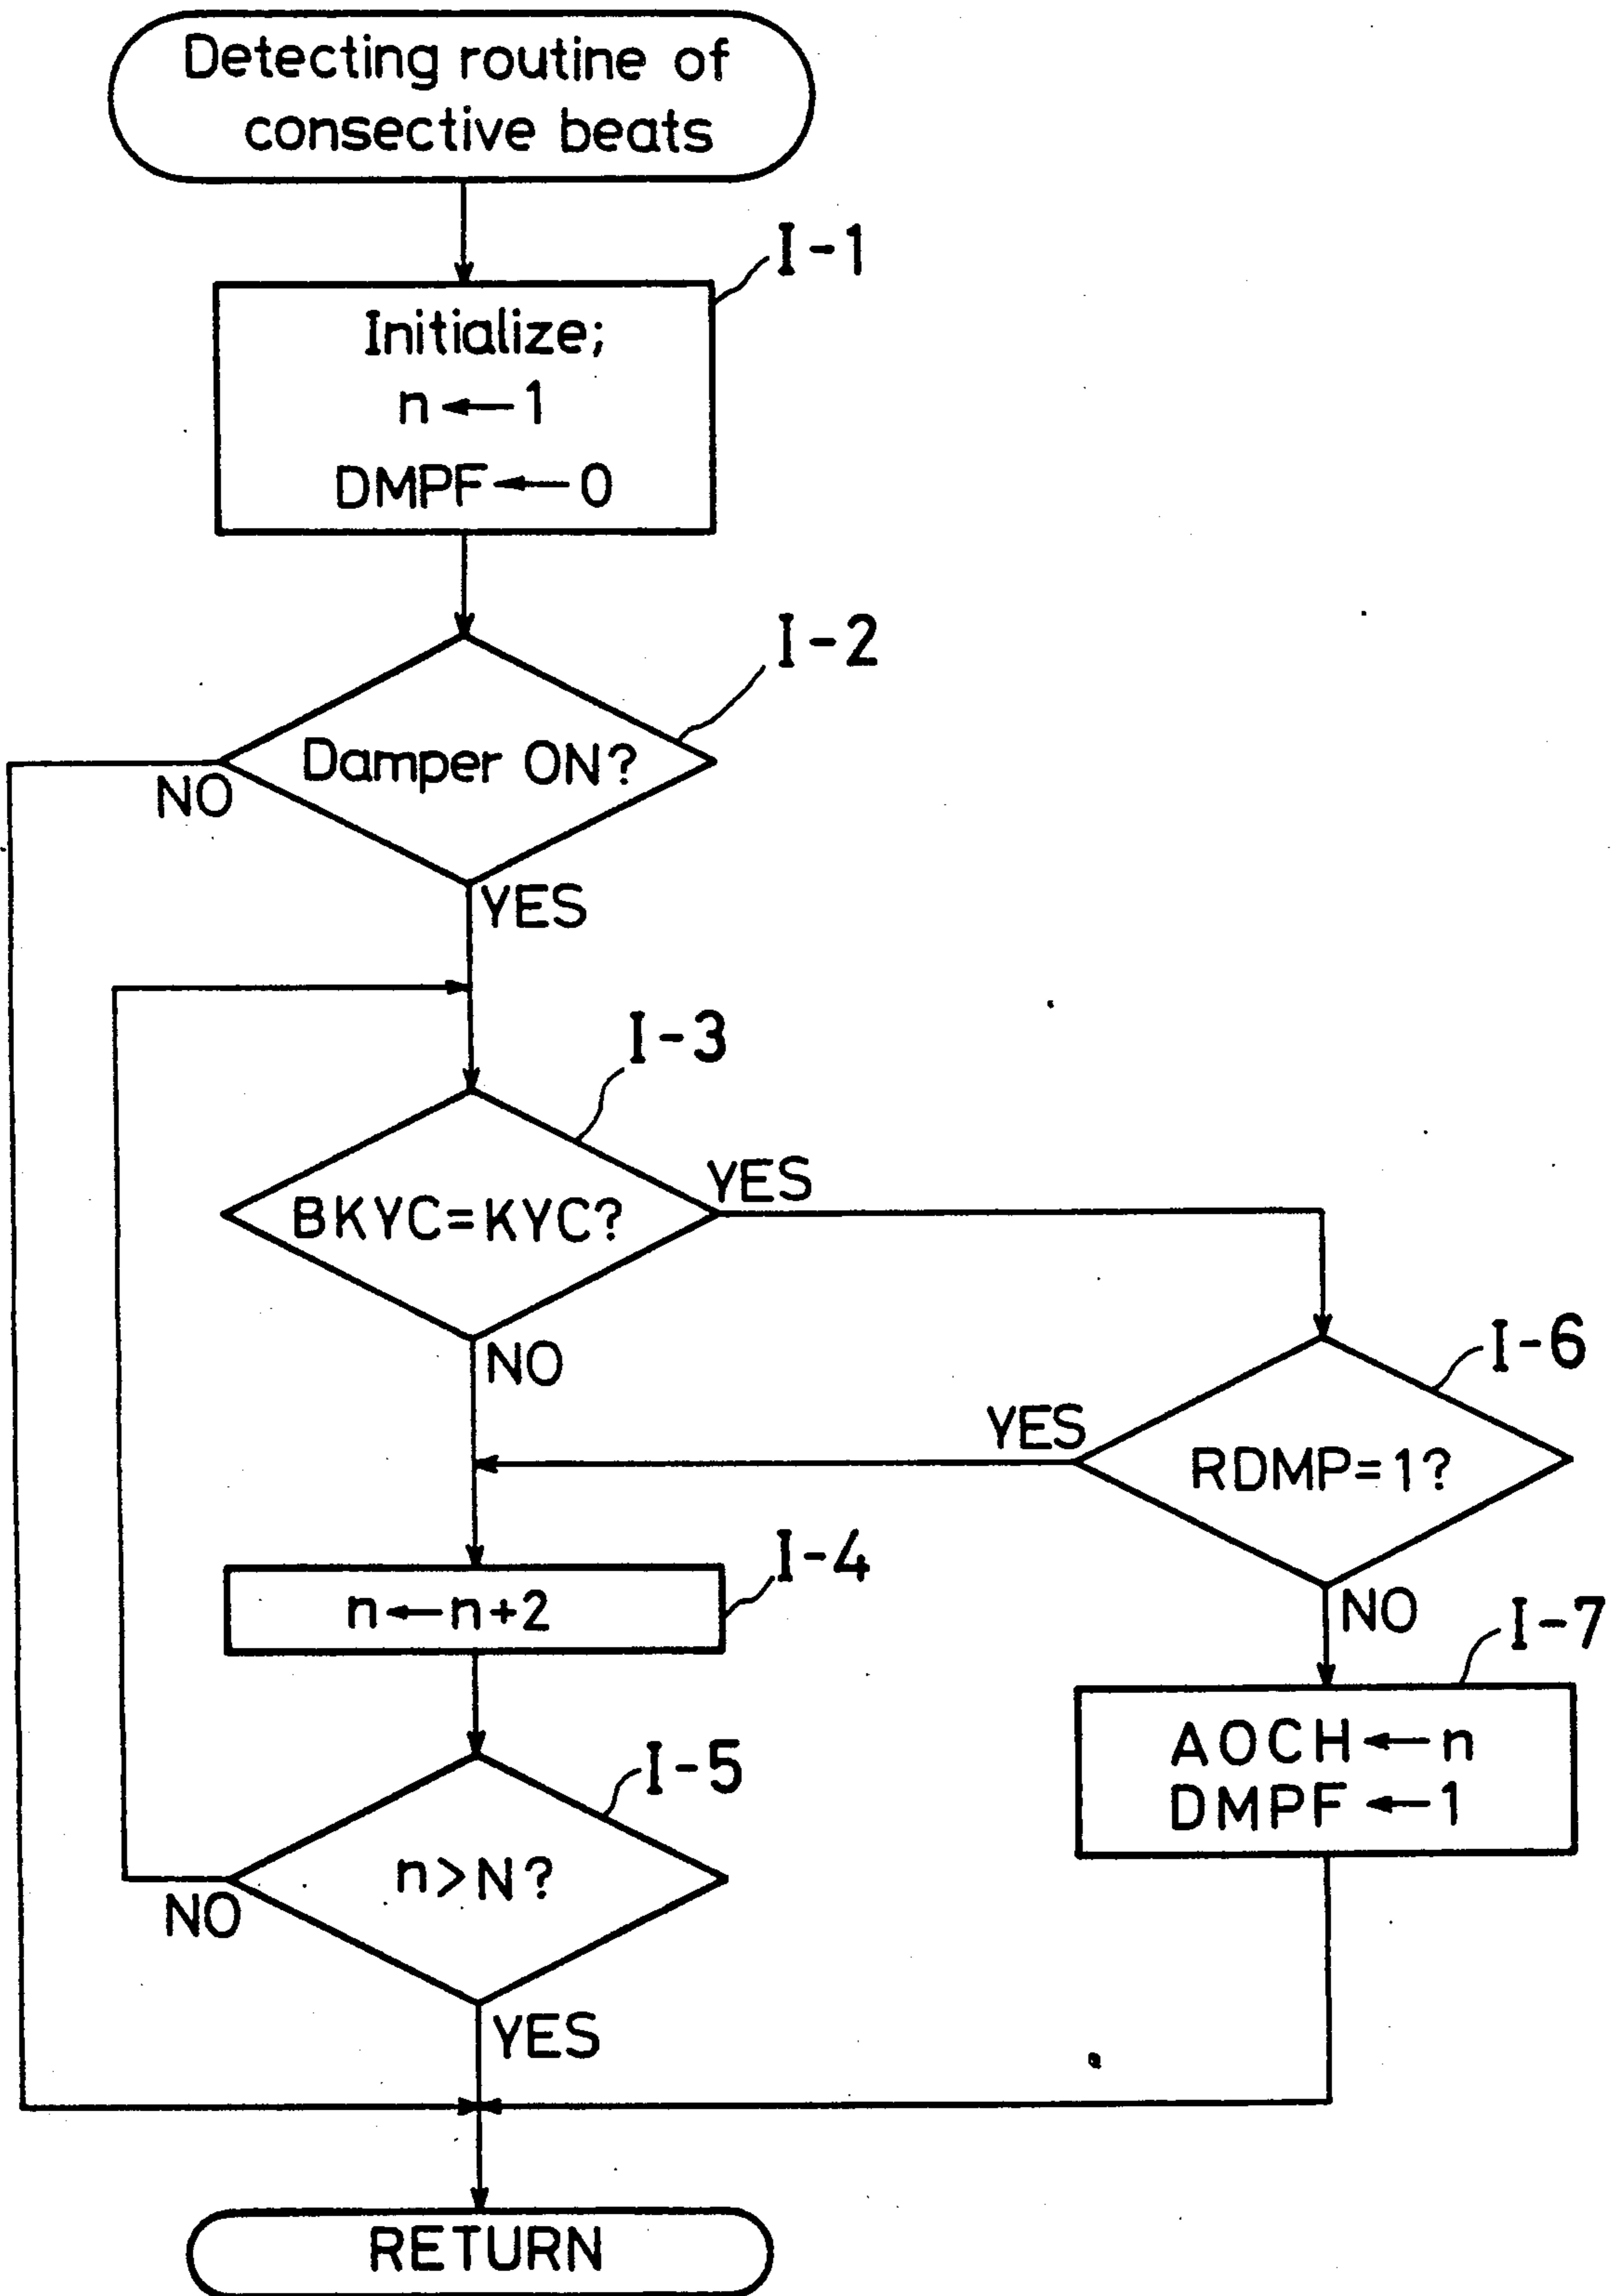 Detecting routine of
consective beats
I-1
Initialize;
n←1
DMPF←0
I-2
Damper ON?
NO
YES
I-3
BKYC=KYC?
YES
NO
I-6
RDMP=1?
YES
NO
I-4
n←n+2
I-7
AOCH←n
DMPF←1
I-5
n>N?
NO
YES
RETURN